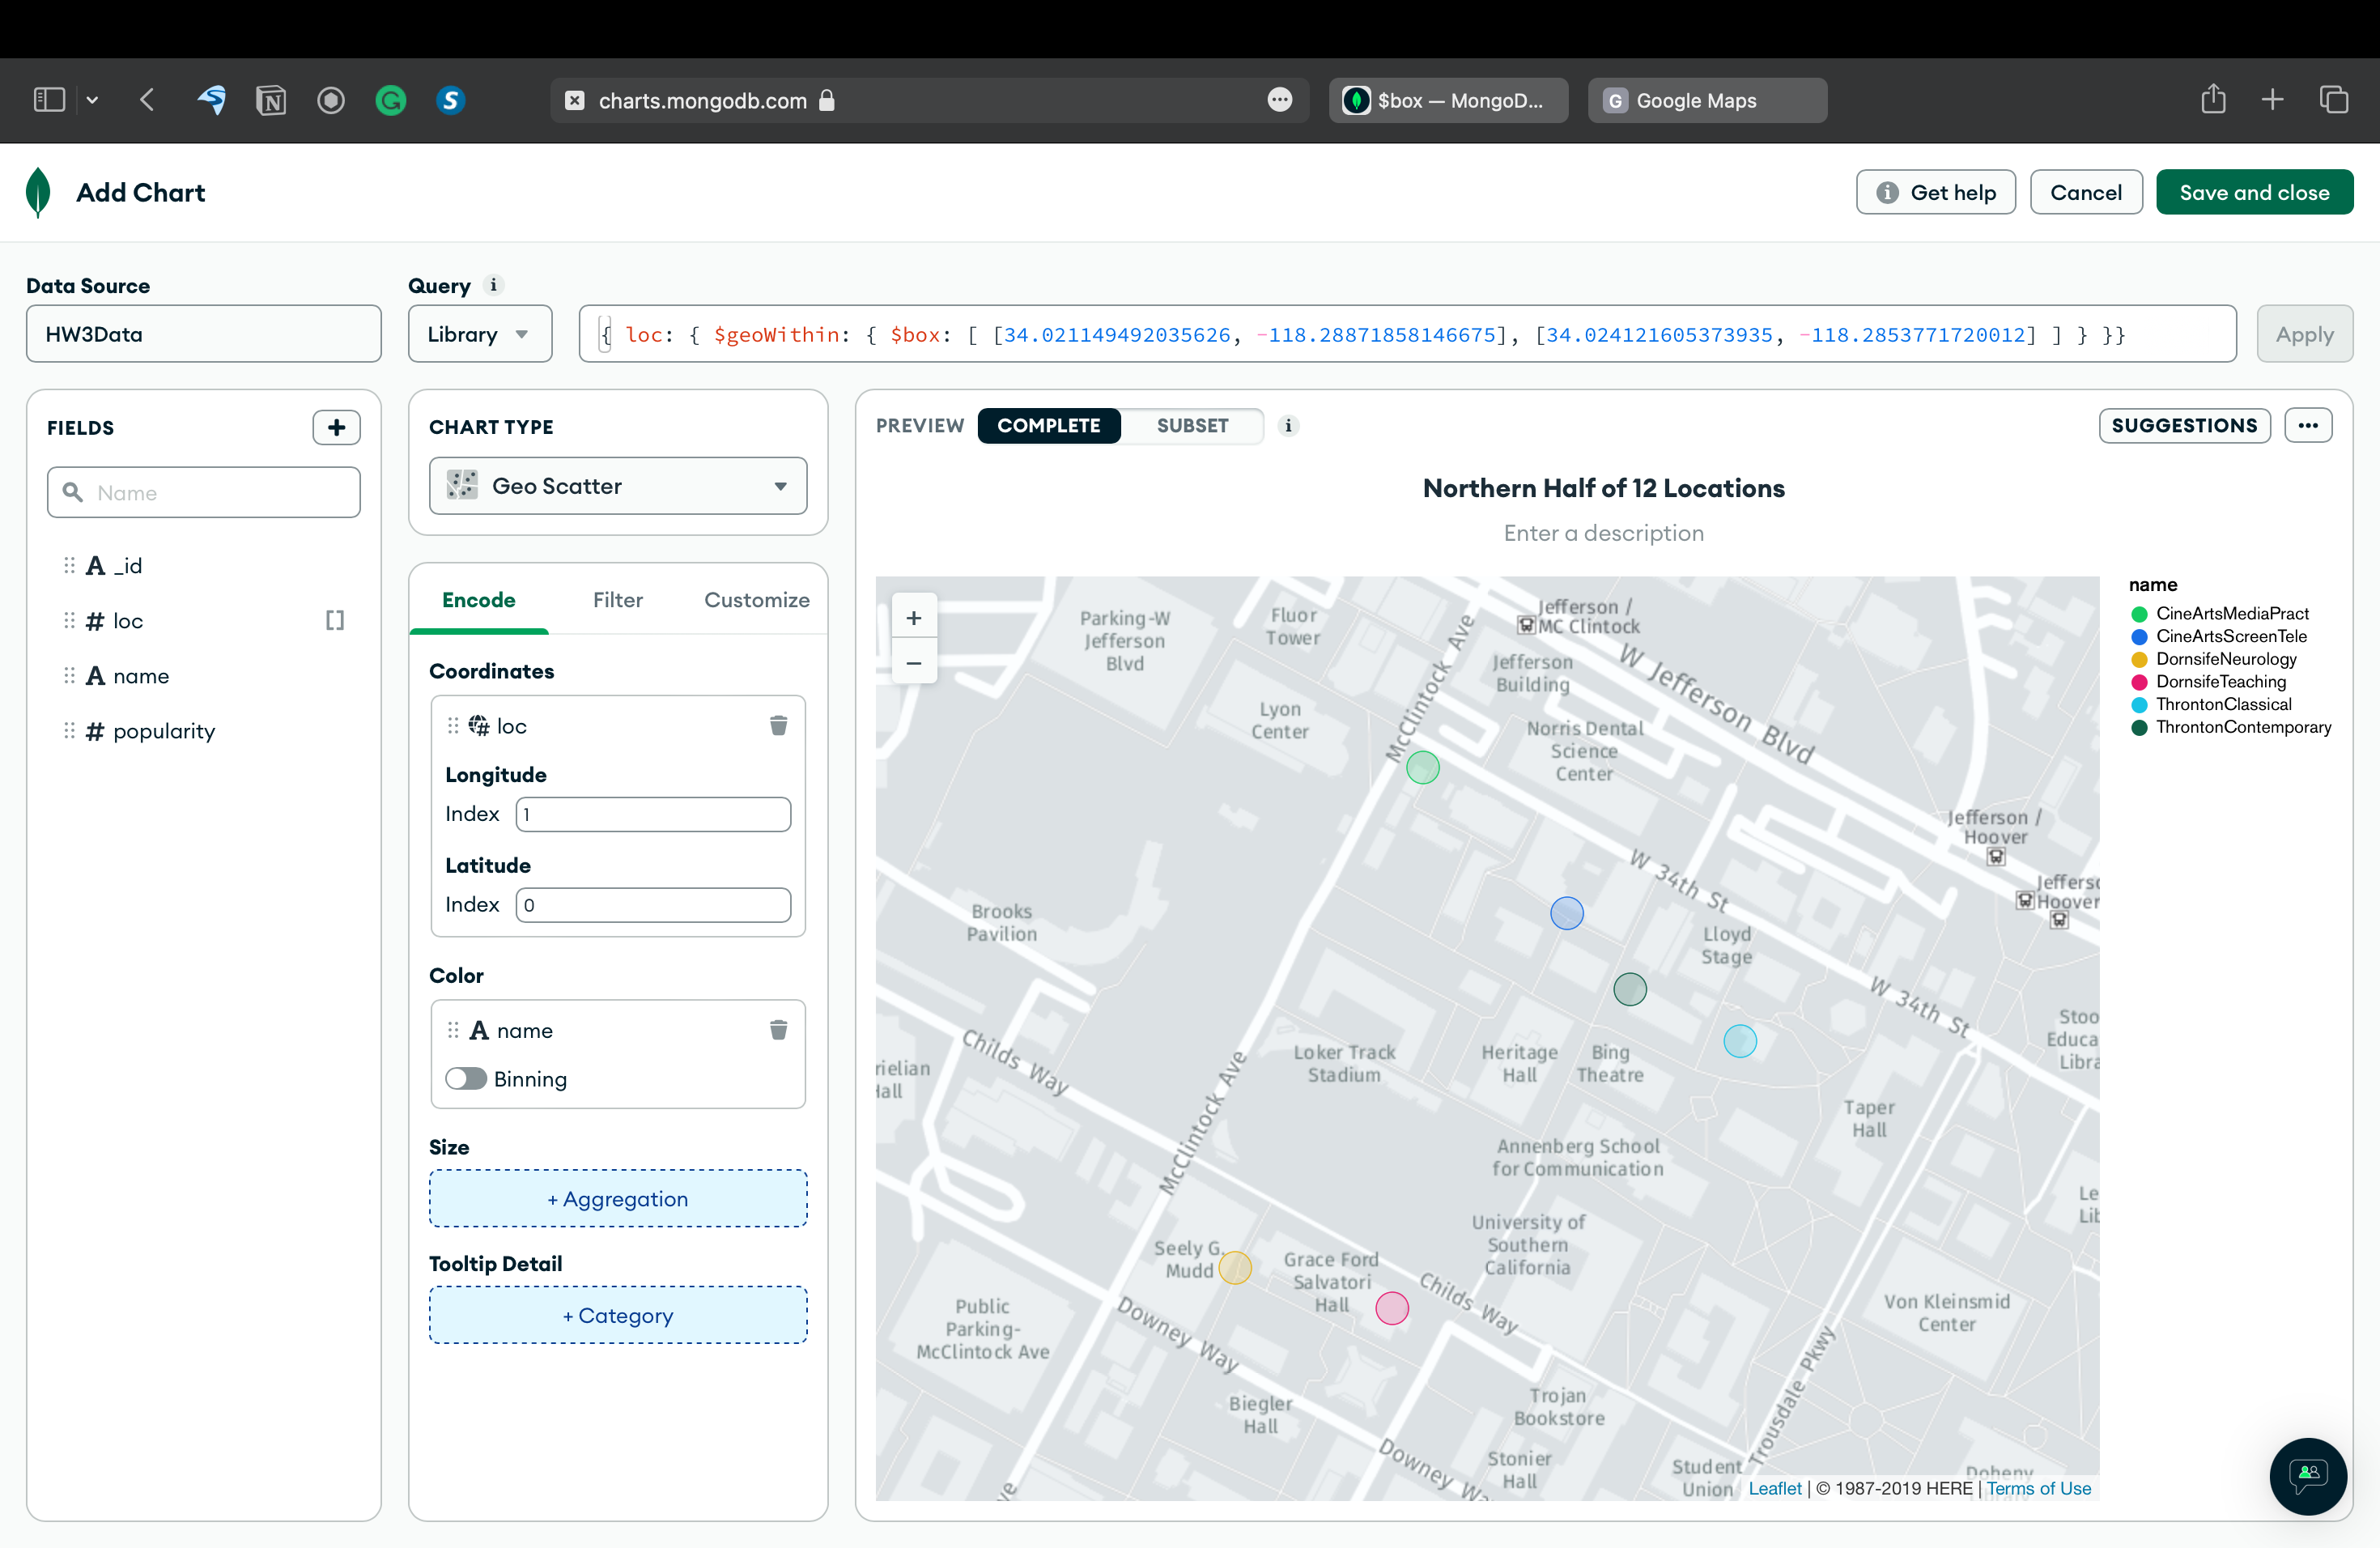 charts.mongodb.com
$box — MongoD...
G Google Maps
Add Chart
Get help
Cancel
Save and close
Data Source
Query
HW3Data
Library
{ loc: { $geoWithin: { $box: [ [34.021149492035626, -118.28871858146675], [34.024121605373935, -118.2853771720012] ] } }}
Apply
FIELDS
Name
_id
loc
name
popularity
CHART TYPE
Geo Scatter
Encode
Filter
Customize
Coordinates
loc
Longitude
Index 1
Latitude
Index 0
Color
name
Binning
Size
+ Aggregation
Tooltip Detail
+ Category
PREVIEW
COMPLETE
SUBSET
SUGGESTIONS
Northern Half of 12 Locations
Enter a description
name
CineArtsMediaPract
CineArtsScreenTele
DornsifeNeurology
DornsifeTeaching
ThrontonClassical
ThrontonContemporary
Parking-W
Jefferson
Blvd
Fluor
Tower
Jefferson /
MC Clintock
McClintock Ave
W Jefferson Blvd
Jefferson
Building
Lyon
Center
Norris Dental
Science
Center
Jefferson /
Hoover
Jefferso
Hoover
W 34th St
Brooks
Pavilion
Lloyd
Stage
W 34th St
Stoo
Educa
Libra
Childs Way
rielian
Hall
Loker Track
Stadium
Heritage
Hall
Bing
Theatre
McClintock Ave
Taper
Hall
Annenberg School
for Communication
Le
Lib
University of
Southern
California
Seely G.
Mudd
Grace Ford
Salvatori
Hall
Childs Way
Downey Way
Public
Parking-
McClintock Ave
Von Kleinsmid
Center
Trousdale Pkwy
Biegler
Hall
Trojan
Bookstore
Downey Wa
Stonier
Hall
Student
Union
Doheny
ve
Leaflet | © 1987-2019 HERE | Terms of Use